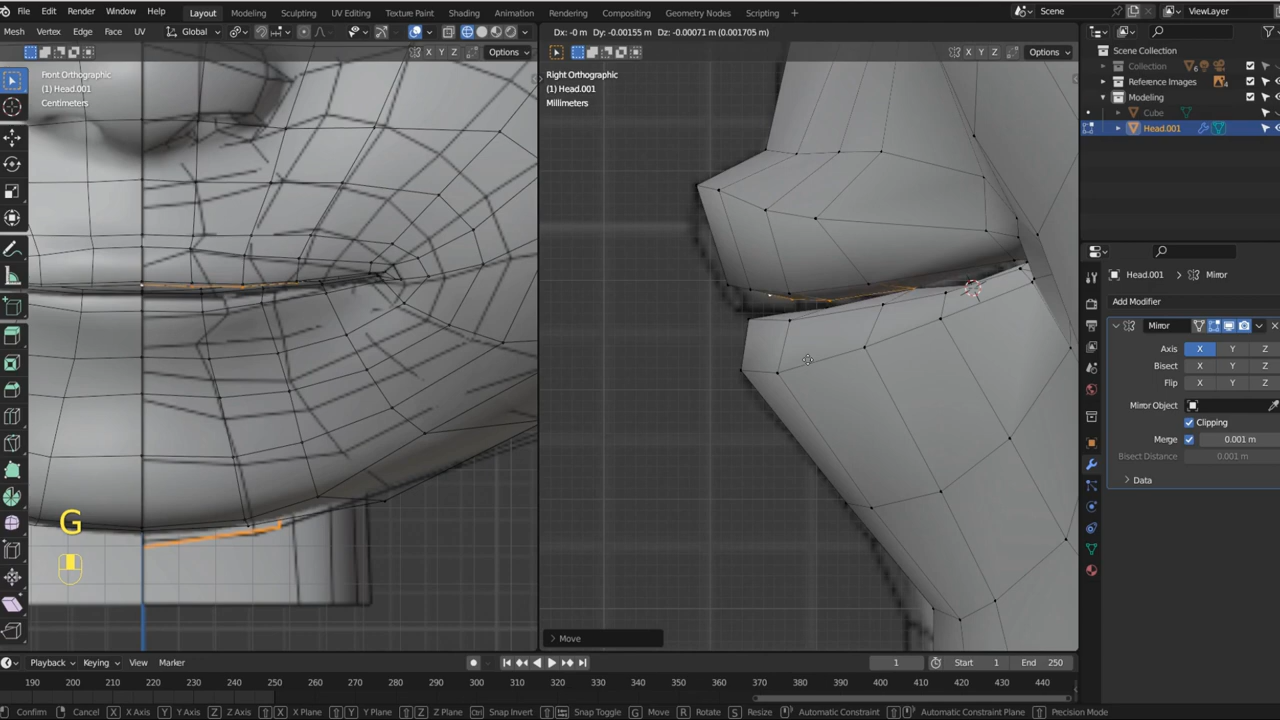 File Edit Render Window Help Layout Modeling Sculpting UV Editing Texture Paint Shading Animation Rendering Compositing Geometry Nodes Scripting + Scene ViewLayer
Mesh Vertex Edge Face UV Global
Dx: -0 m Dy: -0.00155 m Dz: -0.00071 m (0.001705 m)
X Y Z Options
X Y Z Options
Front Orthographic
(1) Head.001
Centimeters
Right Orthographic
(1) Head.001
Millimeters
Scene Collection
Collection 6
Reference Images 4
Modeling
Cube
Head.001
Head.001 Mirror
Add Modifier
Mirror
Axis X Y Z
Bisect X Y Z
Flip X Y Z
Mirror Object
Clipping
Merge 0.001 m
Bisect Distance 0.001 m
Data
G
Move
Playback Keying View Marker 1 Start 1 End 250
190 200 210 220 230 240 250 260 270 280 290 300 310 320 330 340 350 360 370 380 390 400 410 420 430 440
Confirm Cancel X X Axis Y Y Axis Z Z Axis X X Plane Y Y Plane Z Z Plane Ctrl Snap Invert Snap Toggle G Move R Rotate S Resize Automatic Constraint Automatic Constraint Plane Precision Mode